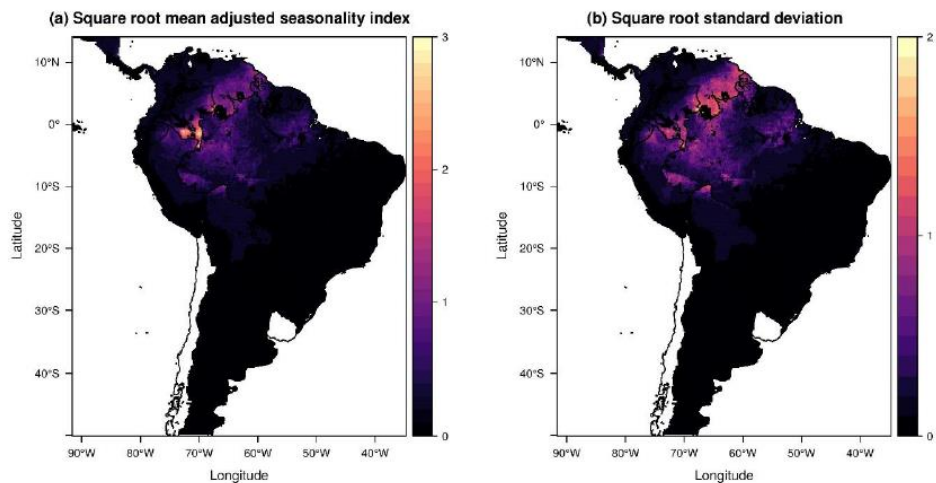 (a) Square root mean adjusted seasonality index
(b) Square root standard deviation
10°N
0°
10°S
20°S
30°S
40°S
Latitude
90°W
80°W
70°W
60°W
50°W
40°W
Longitude
3
2
1
0
10°N
0°
10°S
20°S
30°S
40°S
Latitude
90°W
80°W
70°W
60°W
50°W
40°W
Longitude
2
1
0